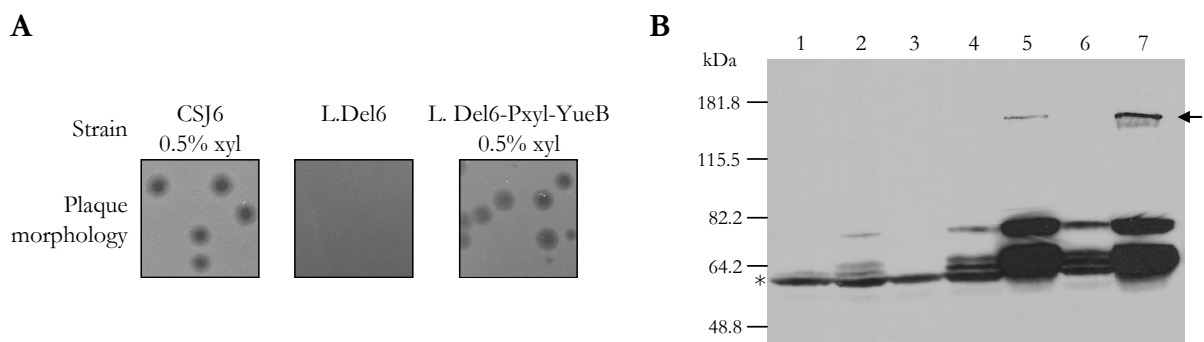 A
Strain
CSJ6
0.5% xyl
L.Del6
L. Del6-Pxyl-YueB
0.5% xyl
Plaque
morphology
B
kDa
1 2 3 4 5 6 7
181.8
115.5
82.2
64.2
*
48.8